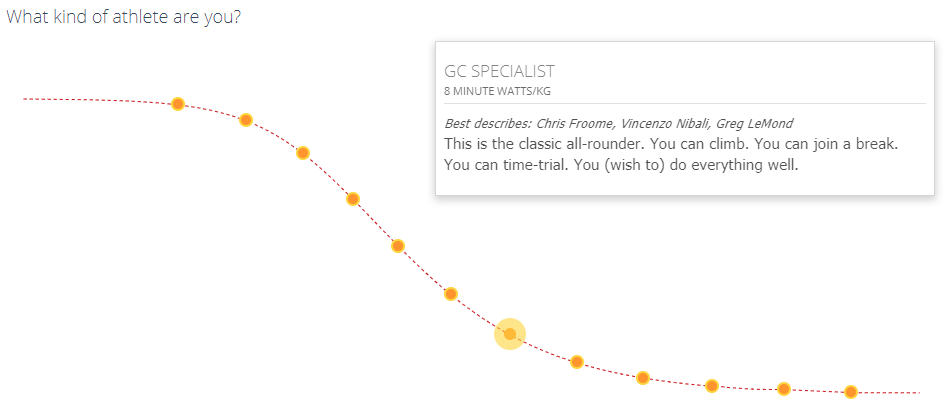 What kind of athlete are you?
GC SPECIALIST
8 MINUTE WATTS/KG
Best describes: Chris Froome, Vincenzo Nibali, Greg LeMond
This is the classic all-rounder. You can climb. You can join a break.
You can time-trial. You (wish to) do everything well.